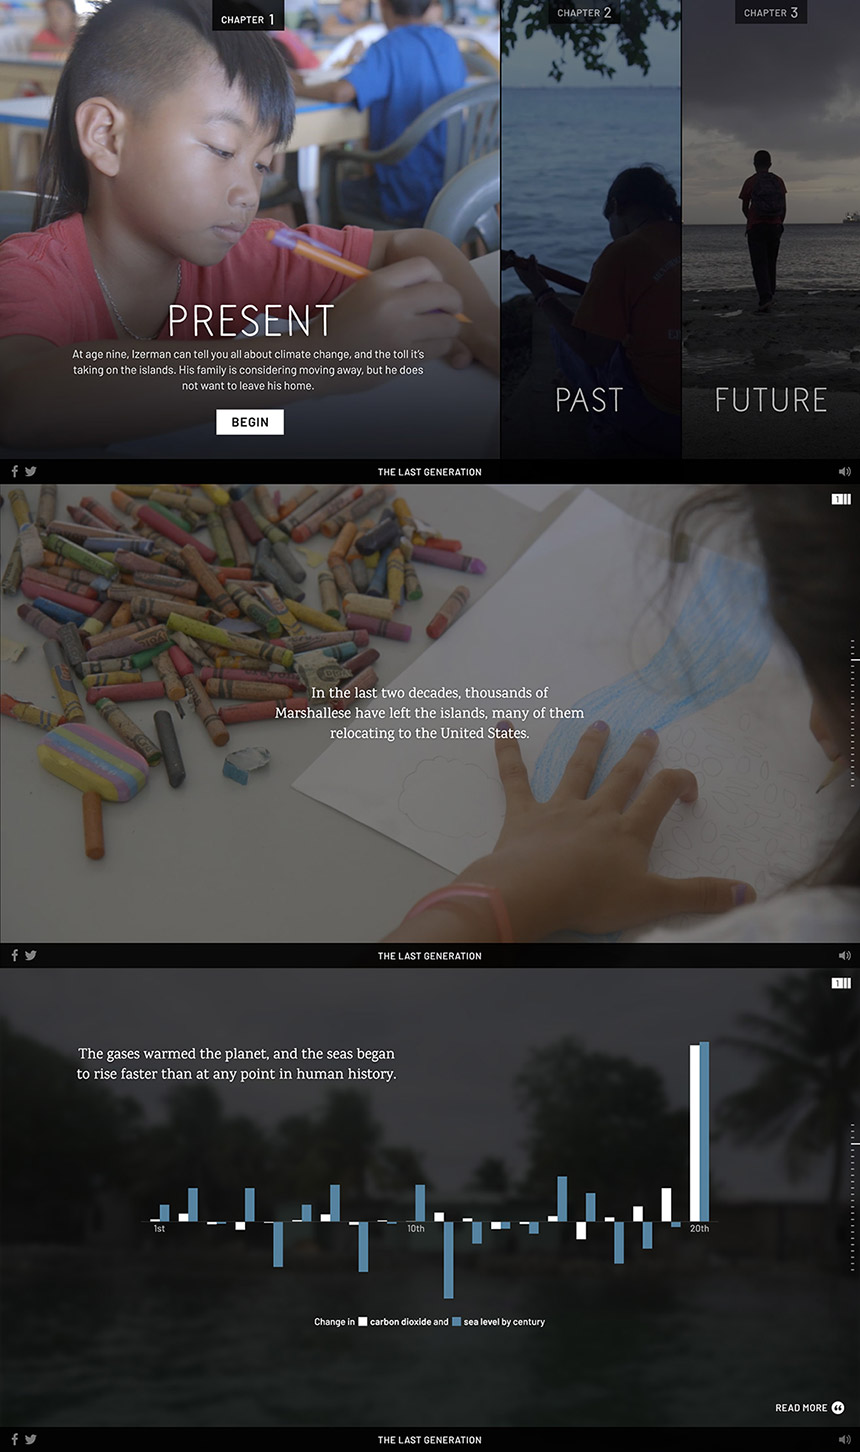 CHAPTER 1
CHAPTER 2
CHAPTER 3
PRESENT
At age nine, Izerman can tell you all about climate change, and the toll it's
taking on the islands. His family is considering moving away, but he does
not want to leave his home.
BEGIN
PAST
FUTURE
THE LAST GENERATION
1
In the last two decades, thousands of
Marshallese have left the islands, many of them
relocating to the United States.
THE LAST GENERATION
1
The gases warmed the planet, and the seas began
to rise faster than at any point in human history.
1st
10th
20th
Change in carbon dioxide and sea level by century
READ MORE
THE LAST GENERATION